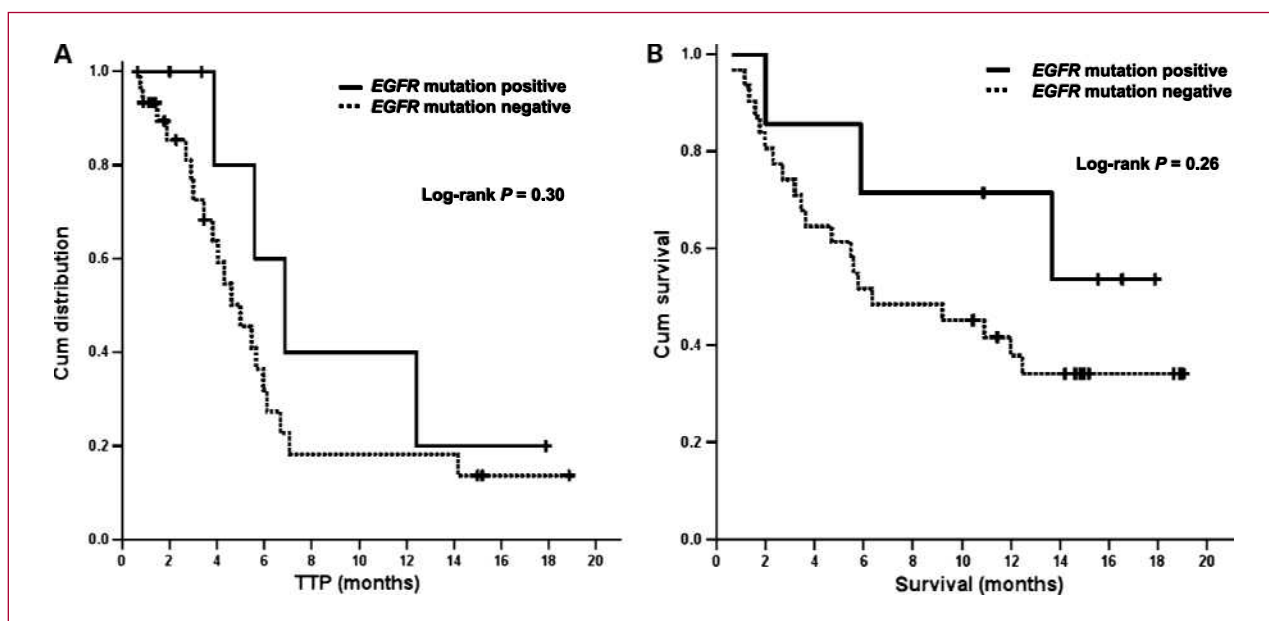 A
EGFR mutation positive
EGFR mutation negative
Log-rank P = 0.30
1.0
0.8
0.6
0.4
0.2
0.0
Cum distribution
0 2 4 6 8 10 12 14 16 18 20
TTP (months)
B
EGFR mutation positive
EGFR mutation negative
Log-rank P = 0.26
1.0
0.8
0.6
0.4
0.2
0.0
Cum survival
0 2 4 6 8 10 12 14 16 18 20
Survival (months)